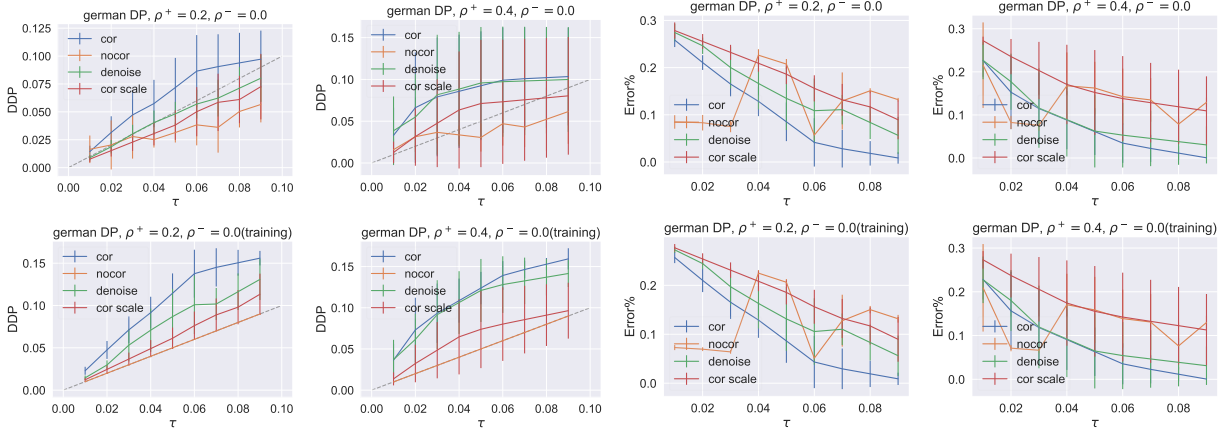 german DP, ρ⁺ = 0.2, ρ⁻ = 0.0
DDP
0.125
0.100
0.075
0.050
0.025
0.000
cor
nocor
denoise
cor scale
0.00 0.02 0.04 0.06 0.08 0.10
τ
german DP, ρ⁺ = 0.4, ρ⁻ = 0.0
DDP
0.15
0.10
0.05
0.00
cor
nocor
denoise
cor scale
0.00 0.02 0.04 0.06 0.08 0.10
τ
german DP, ρ⁺ = 0.2, ρ⁻ = 0.0
Error%
0.3
0.2
0.1
0.0
cor
nocor
denoise
cor scale
0.02 0.04 0.06 0.08
τ
german DP, ρ⁺ = 0.4, ρ⁻ = 0.0
Error%
0.3
0.2
0.1
0.0
cor
nocor
denoise
cor scale
0.02 0.04 0.06 0.08
τ
german DP, ρ⁺ = 0.2, ρ⁻ = 0.0(training)
DDP
0.15
0.10
0.05
0.00
cor
nocor
denoise
cor scale
0.00 0.02 0.04 0.06 0.08 0.10
τ
german DP, ρ⁺ = 0.4, ρ⁻ = 0.0(training)
DDP
0.15
0.10
0.05
0.00
cor
nocor
denoise
cor scale
0.00 0.02 0.04 0.06 0.08 0.10
τ
german DP, ρ⁺ = 0.2, ρ⁻ = 0.0(training)
Error%
0.2
0.1
0.0
cor
nocor
denoise
cor scale
0.02 0.04 0.06 0.08
τ
german DP, ρ⁺ = 0.4, ρ⁻ = 0.0(training)
Error%
0.3
0.2
0.1
0.0
cor
nocor
denoise
cor scale
0.02 0.04 0.06 0.08
τ